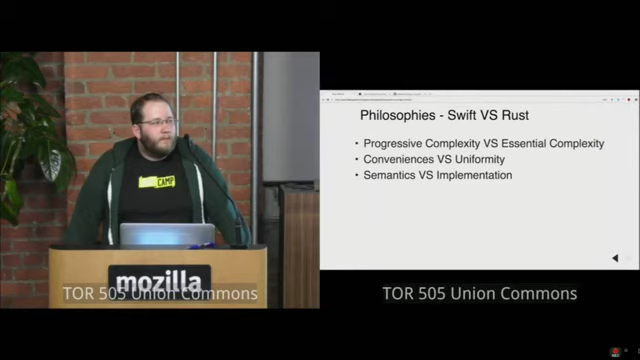 CAMP
mozilla
TOR 505 Union Commons
Philosophies - Swift VS Rust
• Progressive Complexity VS Essential Complexity
• Conveniences VS Uniformity
• Semantics VS Implementation
TOR 505 Union Commons